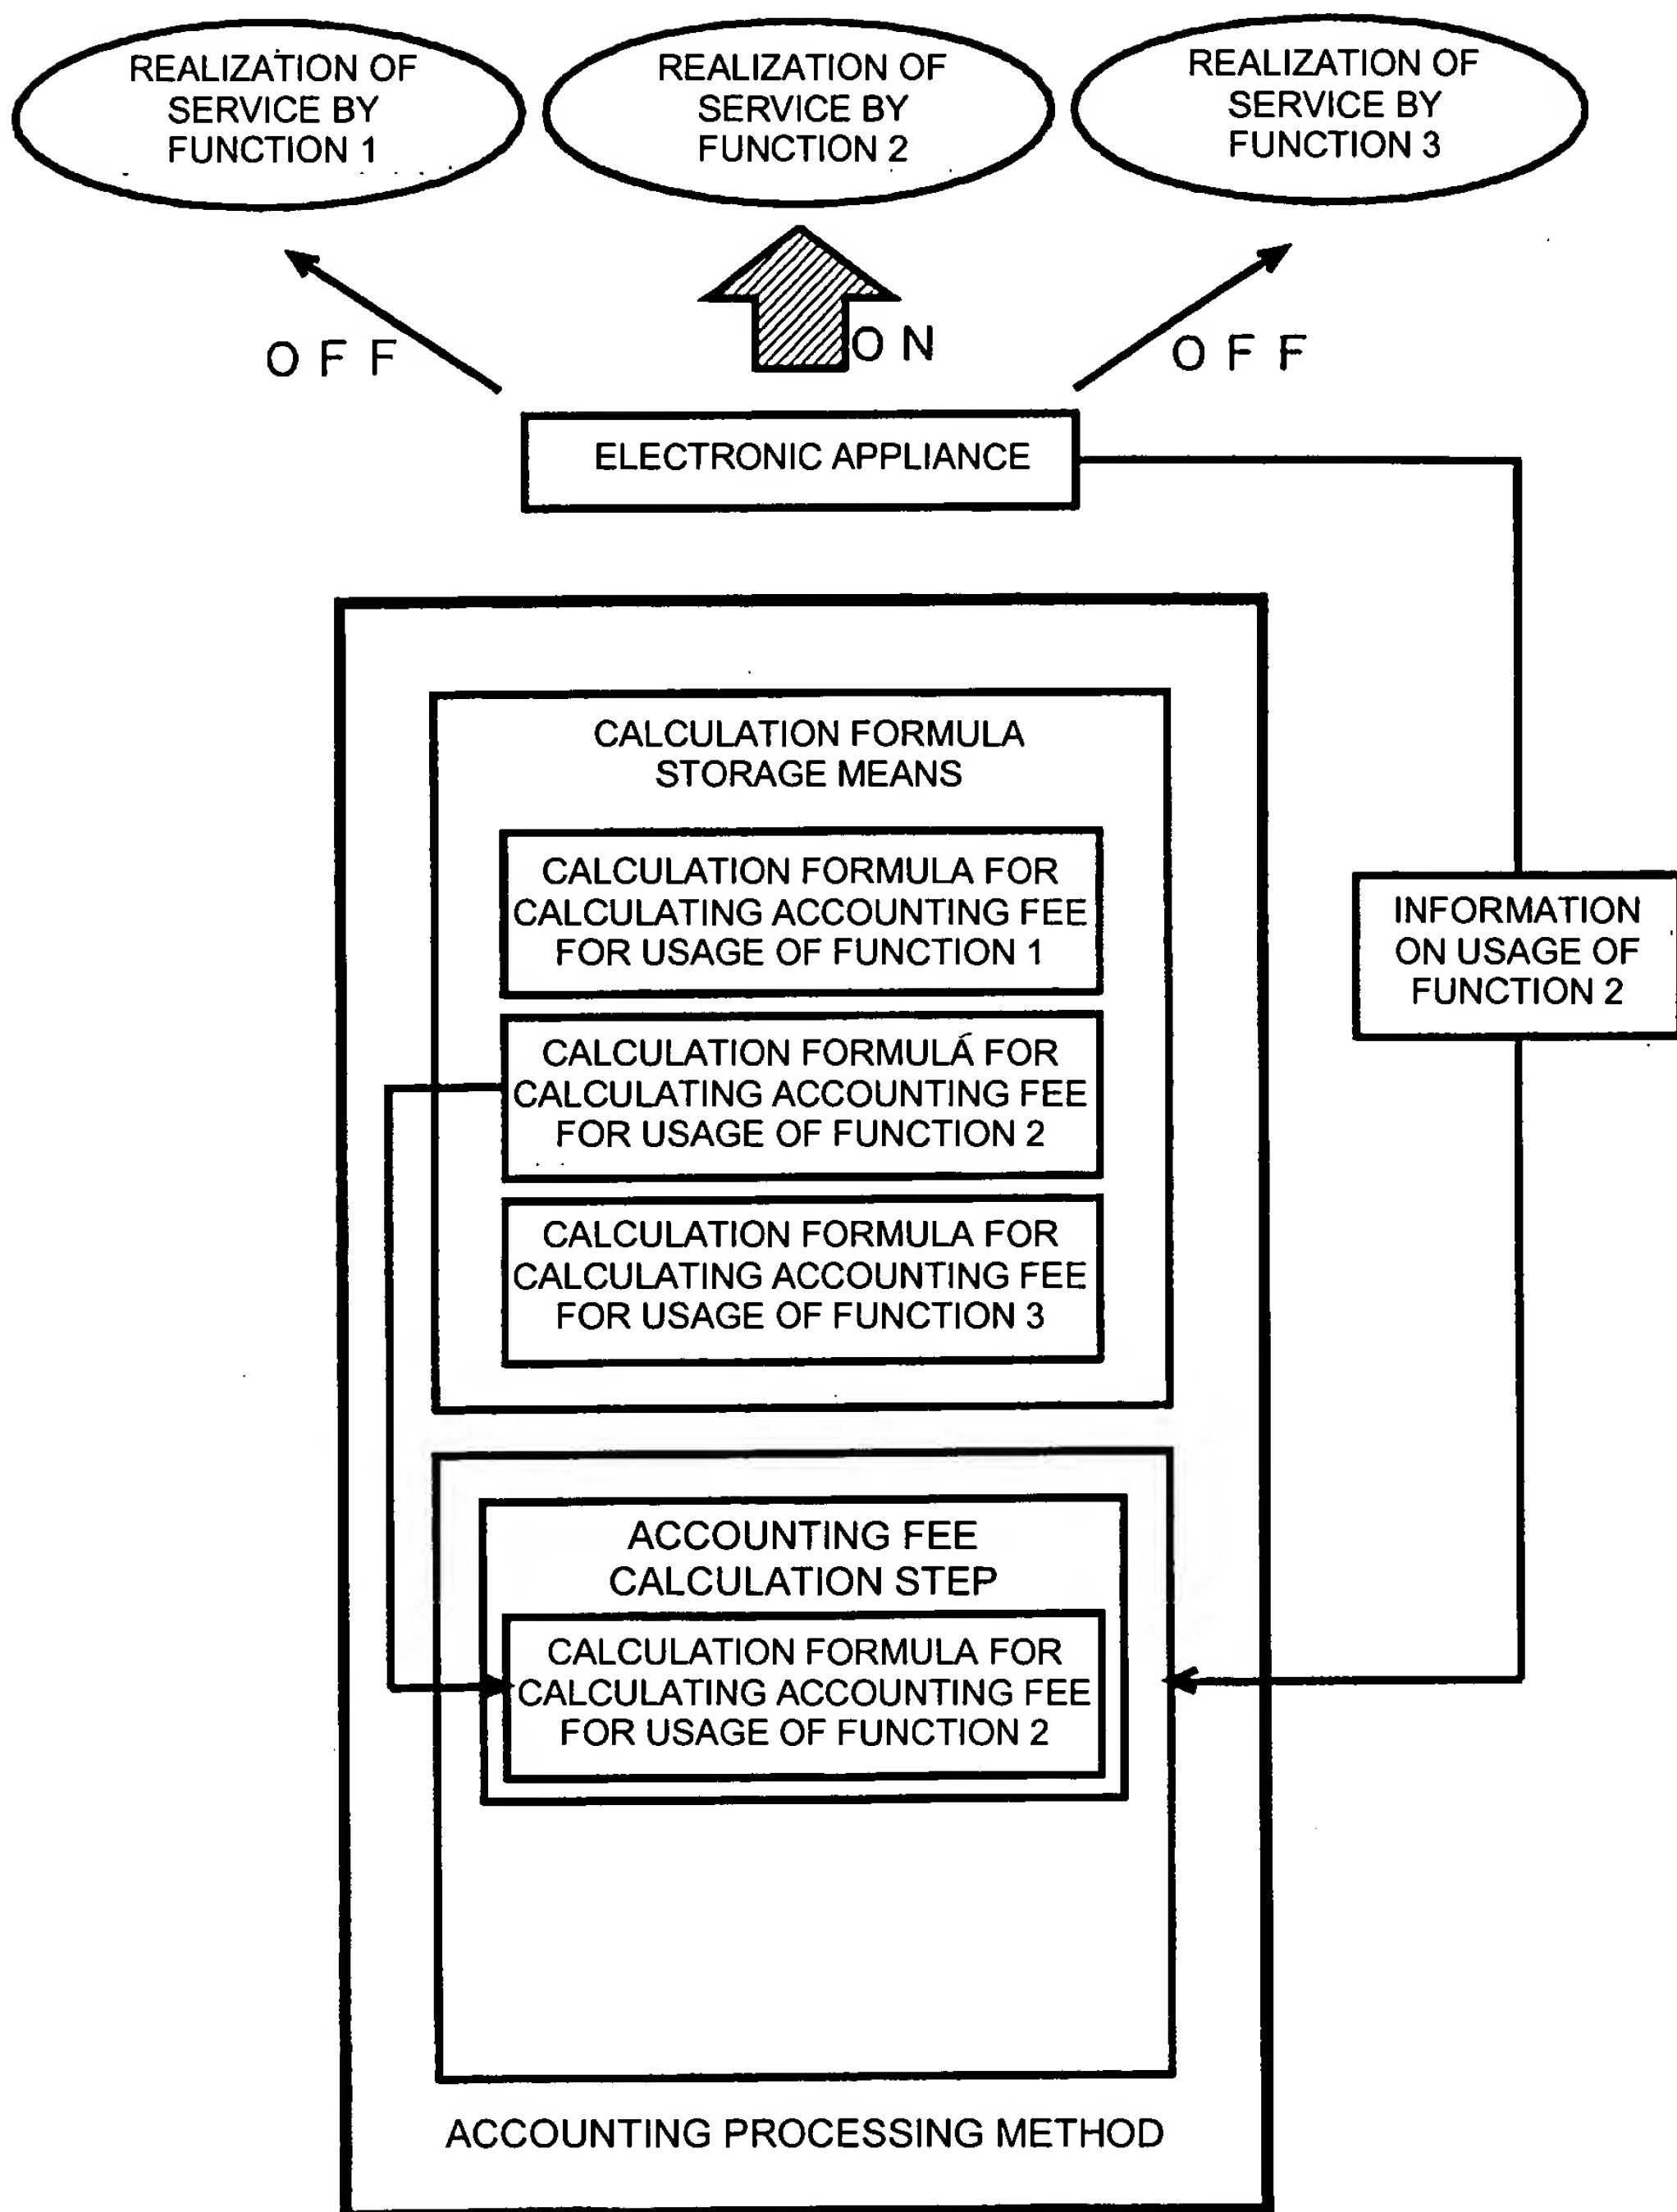 REALIZATION OF
SERVICE BY
FUNCTION 1
REALIZATION OF
SERVICE BY
FUNCTION 2
REALIZATION OF
SERVICE BY
FUNCTION 3
OFF
ON
OFF
ELECTRONIC APPLIANCE
CALCULATION FORMULA
STORAGE MEANS
CALCULATION FORMULA FOR
CALCULATING ACCOUNTING FEE
FOR USAGE OF FUNCTION 1
INFORMATION
ON USAGE OF
FUNCTION 2
CALCULATION FORMULA FOR
CALCULATING ACCOUNTING FEE
FOR USAGE OF FUNCTION 2
CALCULATION FORMULA FOR
CALCULATING ACCOUNTING FEE
FOR USAGE OF FUNCTION 3
ACCOUNTING FEE
CALCULATION STEP
CALCULATION FORMULA FOR
CALCULATING ACCOUNTING FEE
FOR USAGE OF FUNCTION 2
ACCOUNTING PROCESSING METHOD